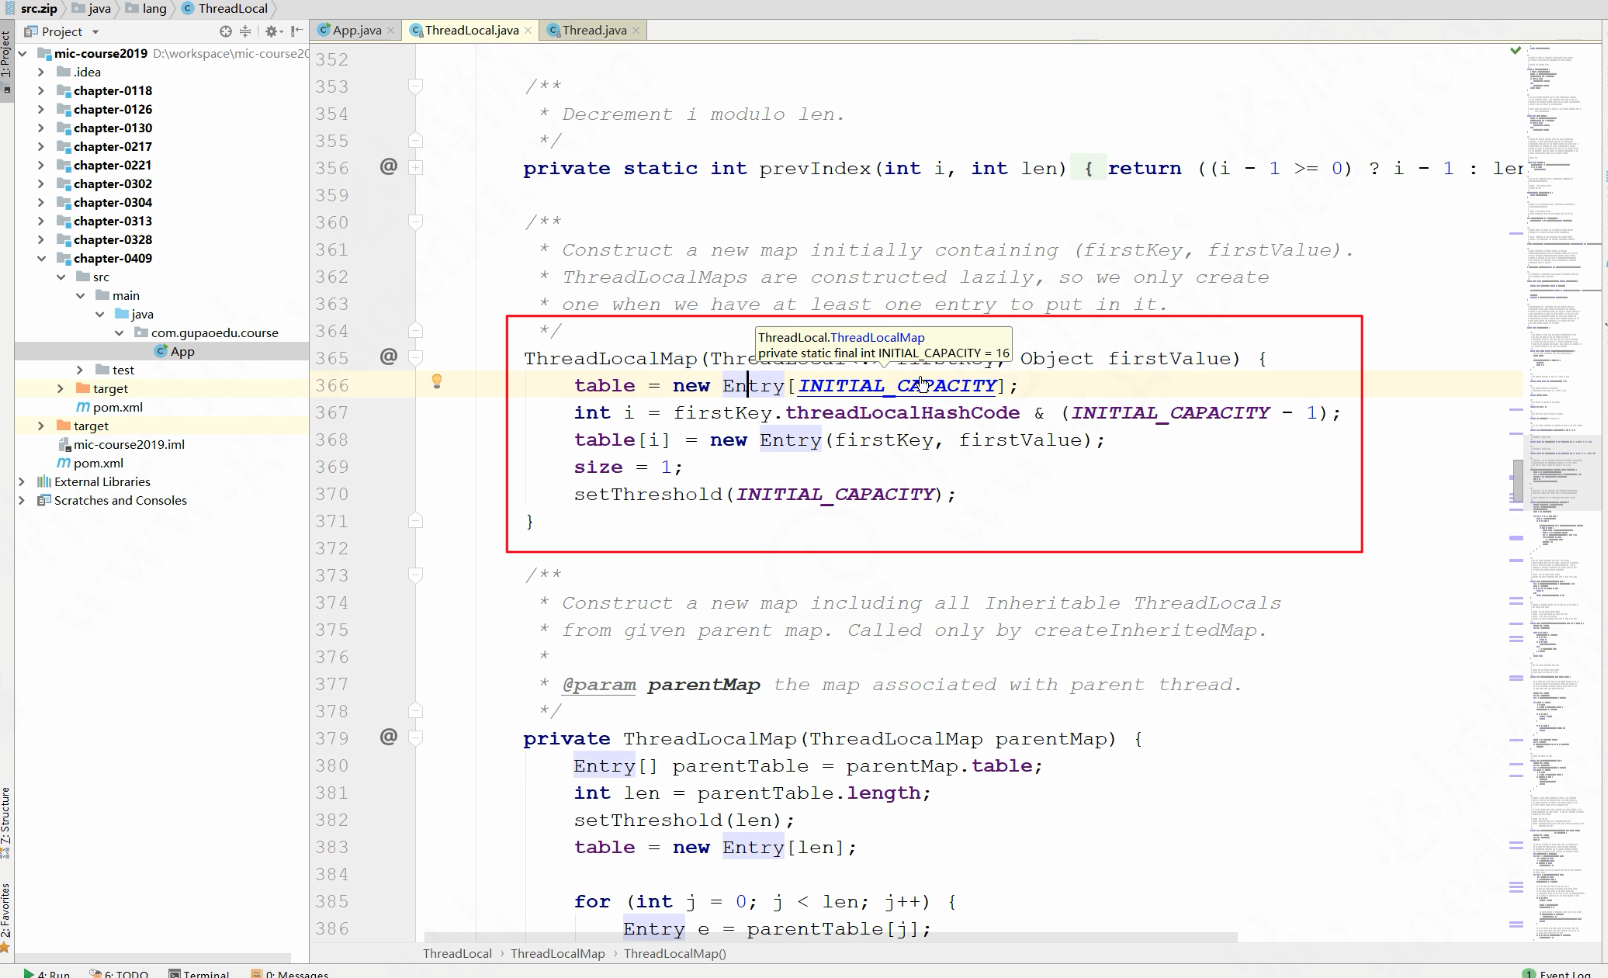 src.zip java lang ThreadLocal
Project App.java ThreadLocal.java Thread.java
1: Project
mic-course2019 D:\workspace\mic-course20
.idea
chapter-0118
chapter-0126
chapter-0130
chapter-0217
chapter-0221
chapter-0302
chapter-0304
chapter-0313
chapter-0328
chapter-0409
src
main
java
com.gupaoedu.course
App
test
target
pom.xml
target
mic-course2019.iml
pom.xml
External Libraries
Scratches and Consoles
Z: Structure
2: Favorites
352
353 /**
354 * Decrement i modulo len.
355 */
356 @ private static int prevIndex(int i, int len) { return ((i - 1 >= 0) ? i - 1 : len
359
360 /**
361 * Construct a new map initially containing (firstKey, firstValue).
362 * ThreadLocalMaps are constructed lazily, so we only create
363 * one when we have at least one entry to put in it.
364 */
ThreadLocal.ThreadLocalMap
private static final int INITIAL_CAPACITY = 16
365 @ ThreadLocalMap(Thre Object firstValue) {
366 table = new Entry[INITIAL_CAPACITY];
367 int i = firstKey.threadLocalHashCode & (INITIAL_CAPACITY - 1);
368 table[i] = new Entry(firstKey, firstValue);
369 size = 1;
370 setThreshold(INITIAL_CAPACITY);
371 }
372
373 /**
374 * Construct a new map including all Inheritable ThreadLocals
375 * from given parent map. Called only by createInheritedMap.
376 *
377 * @param parentMap the map associated with parent thread.
378 */
379 @ private ThreadLocalMap(ThreadLocalMap parentMap) {
380 Entry[] parentTable = parentMap.table;
381 int len = parentTable.length;
382 setThreshold(len);
383 table = new Entry[len];
384
385 for (int j = 0; j < len; j++) {
386 Entry e = parentTable[j];
ThreadLocal ThreadLocalMap ThreadLocalMap()
4: Run 6: TODO Terminal 0: Messages 1 Event Log